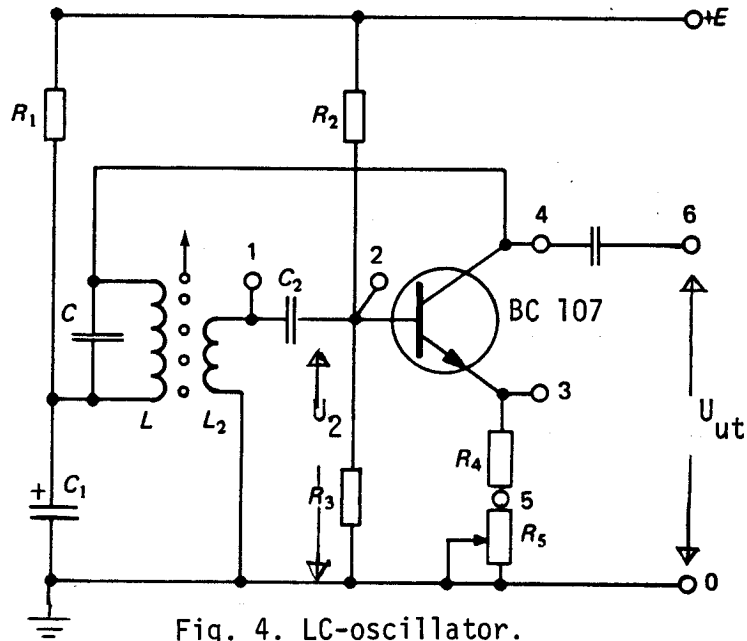 +E
R1
R2
4
6
1
2
C2
C
BC 107
L
L2
U2
3
Uut
C1
+
R3
R4
5
R5
0
Fig. 4. LC-oscillator.